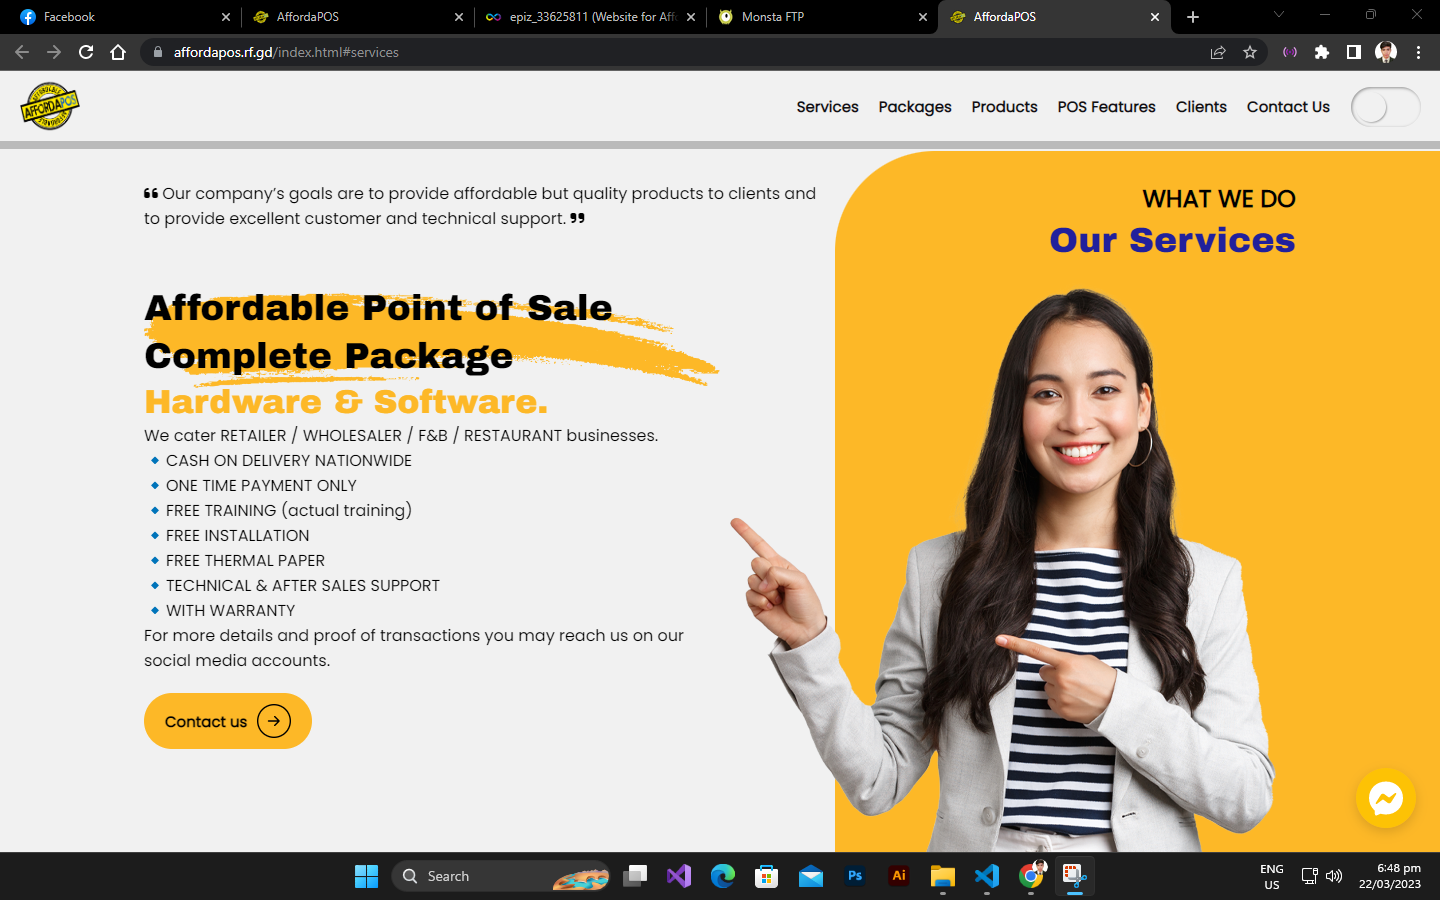 Facebook
AffordaPOS
epiz_33625811 (Website for Aff
Monsta FTP
AffordaPOS
affordapos.rf.gd/index.html#services
AFFORDAPOS
Services
Packages
Products
POS Features
Clients
Contact Us
❝ Our company's goals are to provide affordable but quality products to clients and
to provide excellent customer and technical support. ❞
WHAT WE DO
Our Services
Affordable Point of Sale
Complete Package
Hardware & Software.
We cater RETAILER / WHOLESALER / F&B / RESTAURANT businesses.
🔹 CASH ON DELIVERY NATIONWIDE
🔹 ONE TIME PAYMENT ONLY
🔹 FREE TRAINING (actual training)
🔹 FREE INSTALLATION
🔹 FREE THERMAL PAPER
🔹 TECHNICAL & AFTER SALES SUPPORT
🔹 WITH WARRANTY
For more details and proof of transactions you may reach us on our
social media accounts.
Contact us
Search
Ps
Ai
ENG
US
6:48 pm
22/03/2023